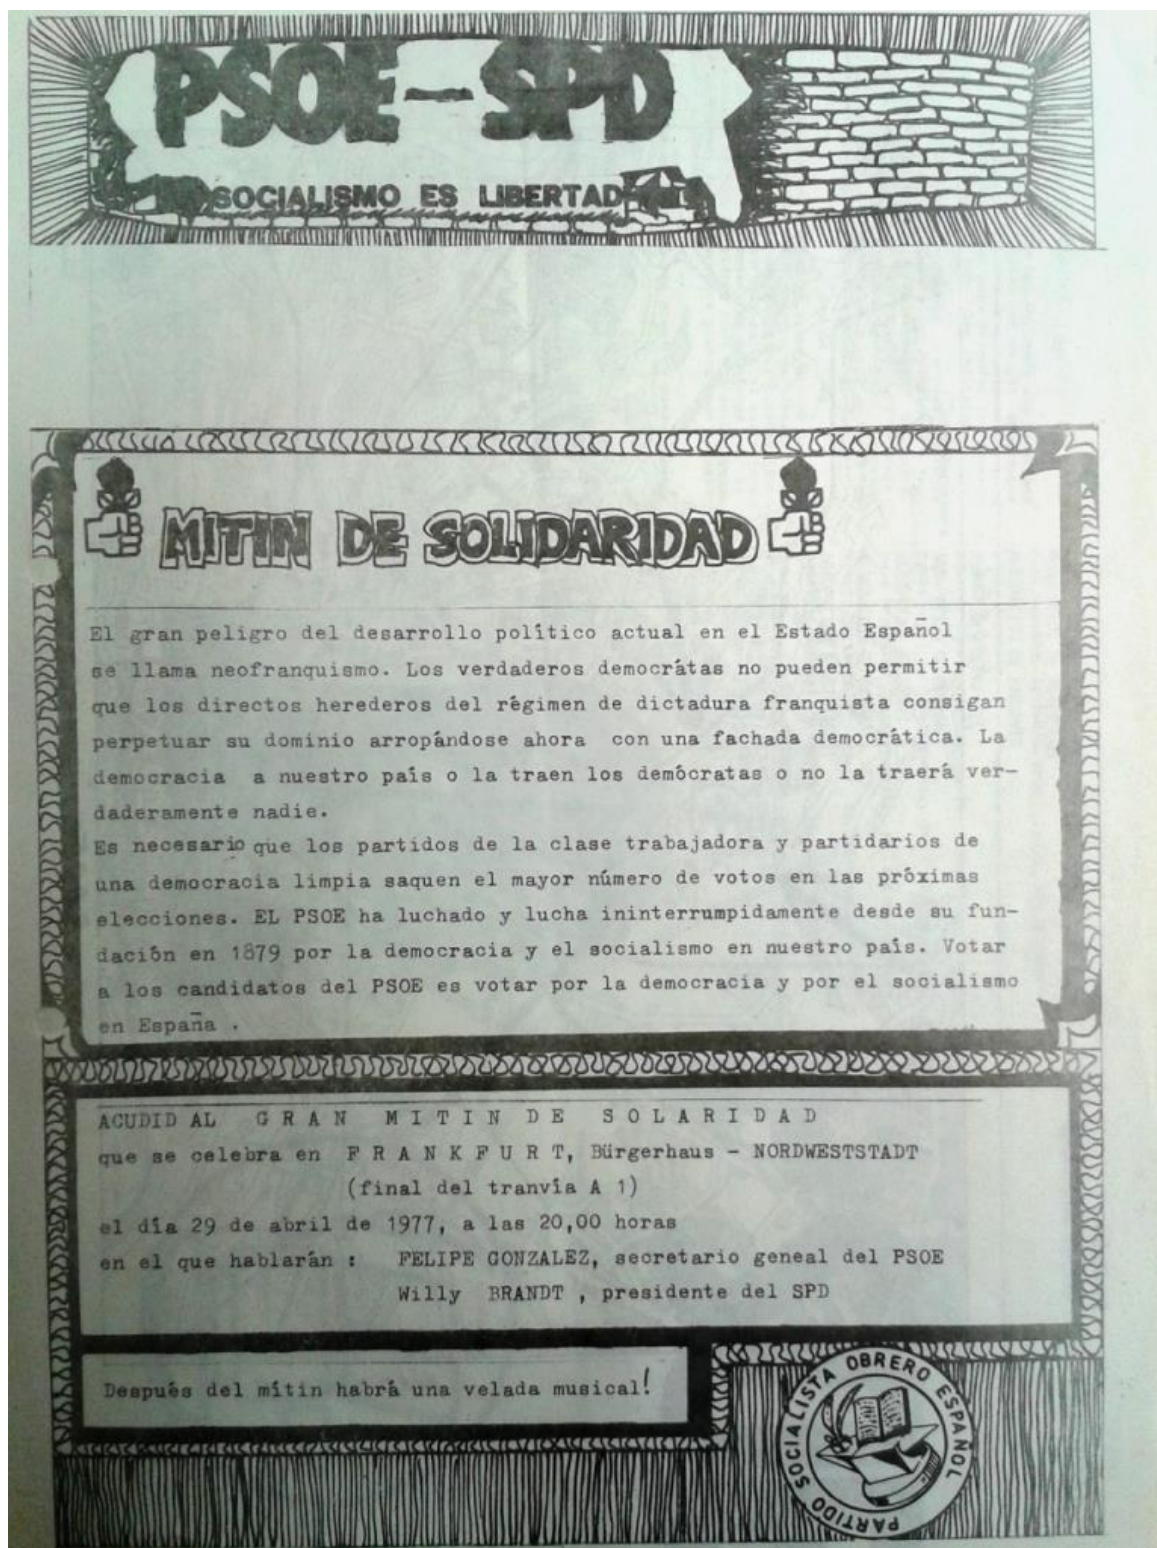 PSOE-SPD
SOCIALISMO ES LIBERTAD
MITIN DE SOLIDARIDAD
El gran peligro del desarrollo político actual en el Estado Español
se llama neofranquismo. Los verdaderos democrátas no pueden permitir
que los directos herederos del régimen de dictadura franquista consigan
perpetuar su dominio arropándose ahora con una fachada democrática. La
democracia a nuestro país o la traen los demócratas o no la traerá ver-
daderamente nadie.
Es necesario que los partidos de la clase trabajadora y partidarios de
una democracia limpia saquen el mayor número de votos en las próximas
elecciones. EL PSOE ha luchado y lucha ininterrumpidamente desde su fun-
dación en 1879 por la democracia y el socialismo en nuestro país. Votar
a los candidatos del PSOE es votar por la democracia y por el socialismo
en España .
ACUDID AL G R A N M I T I N D E S O L A R I D A D
que se celebra en F R A N K F U R T, Bürgerhaus - NORDWESTSTADT
(final del tranvía A 1)
el día 29 de abril de 1977, a las 20,00 horas
en el que hablarán : FELIPE GONZALEZ, secretario geneal del PSOE
Willy BRANDT , presidente del SPD
Después del mítin habrá una velada musical!
PARTIDO SOCIALISTA OBRERO ESPAÑOL